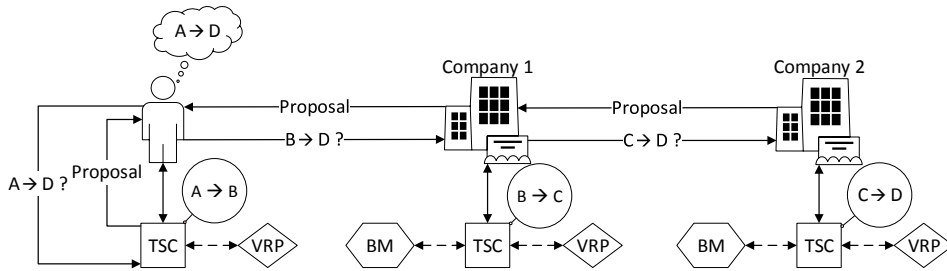 A → D
Company 1
Company 2
Proposal
Proposal
B → D ?
C → D ?
A → D ?
Proposal
A → B
B → C
C → D
TSC
VRP
BM
TSC
VRP
BM
TSC
VRP